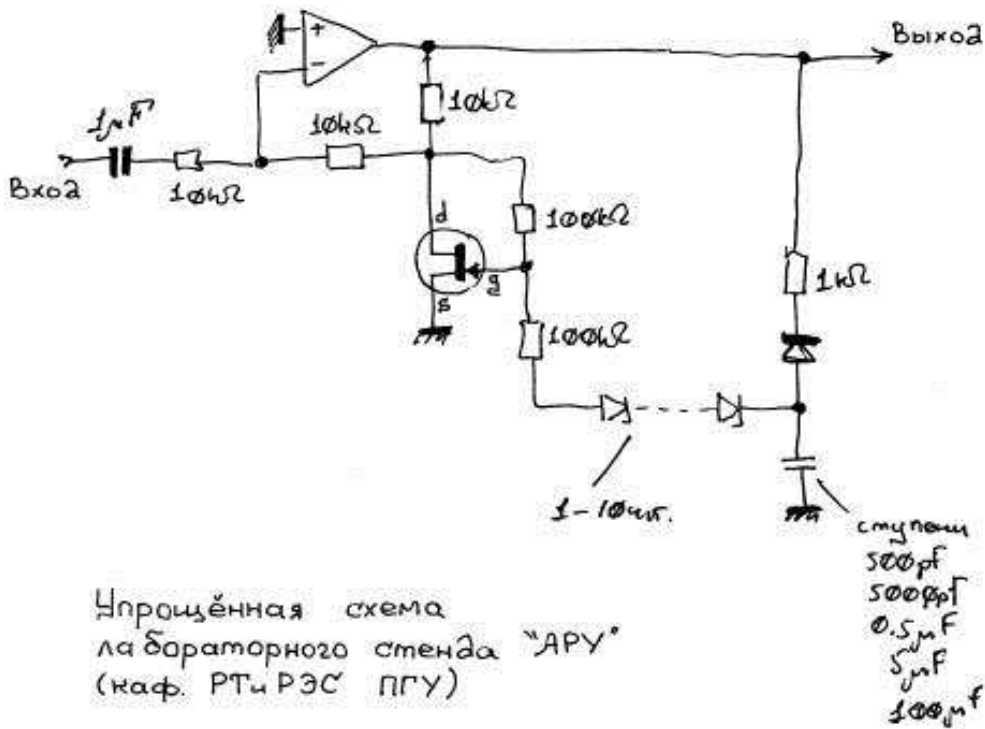 +
Выход
−
10kΩ
1μF
10kΩ
Вход
10kΩ
d
100kΩ
g
1kΩ
s
100kΩ
1-10шт.
ступени
500pf
5000pf
0.5μF
5μF
100μf
Упрощённая схема
лабораторного стенда "АРУ"
(каф. РТиРЭС ПГУ)